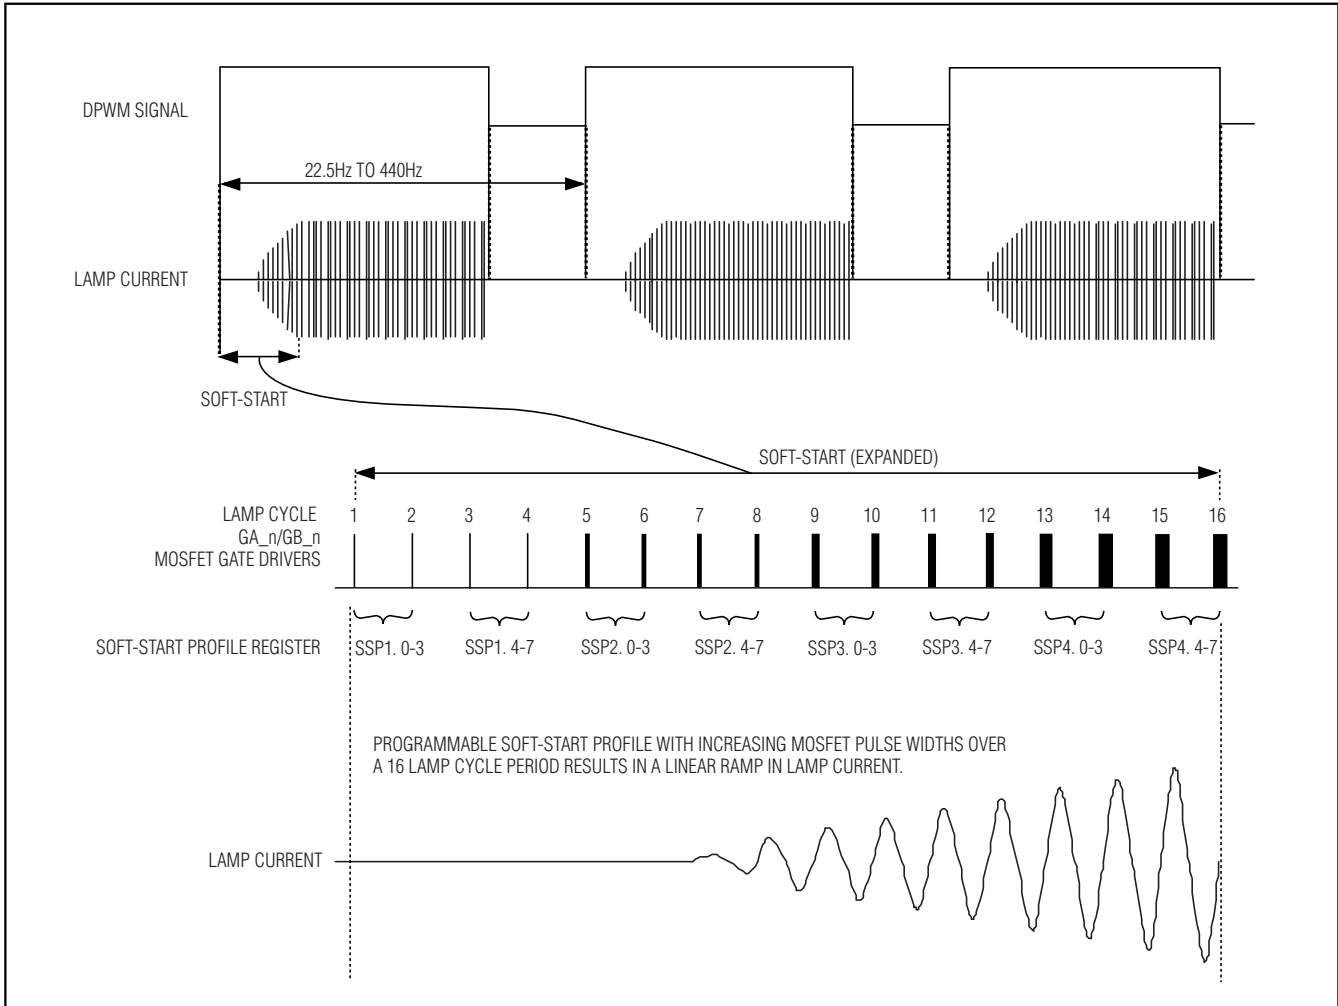 DPWM SIGNAL
22.5Hz TO 440Hz
LAMP CURRENT
SOFT-START
SOFT-START (EXPANDED)
LAMP CYCLE 1 2 3 4 5 6 7 8 9 10 11 12 13 14 15 16
GA_n/GB_n
MOSFET GATE DRIVERS
SOFT-START PROFILE REGISTER SSP1. 0-3 SSP1. 4-7 SSP2. 0-3 SSP2. 4-7 SSP3. 0-3 SSP3. 4-7 SSP4. 0-3 SSP4. 4-7
PROGRAMMABLE SOFT-START PROFILE WITH INCREASING MOSFET PULSE WIDTHS OVER
A 16 LAMP CYCLE PERIOD RESULTS IN A LINEAR RAMP IN LAMP CURRENT.
LAMP CURRENT